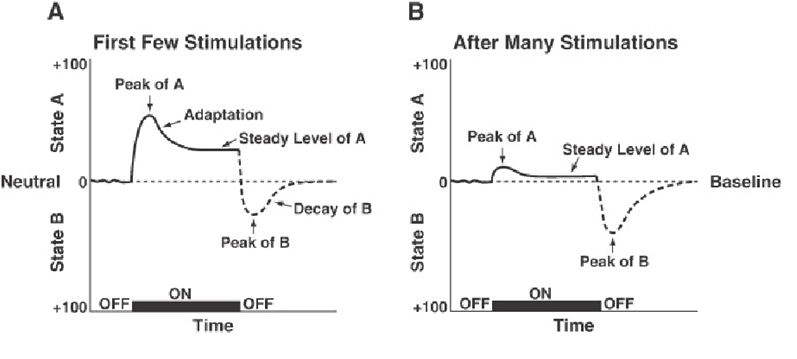 A
First Few Stimulations
+100
State A
Peak of A
Adaptation
Steady Level of A
Neutral
0
State B
Decay of B
Peak of B
+100
OFF
ON
OFF
Time
B
After Many Stimulations
+100
State A
Peak of A
Steady Level of A
0
Baseline
State B
Peak of B
+100
OFF
ON
OFF
Time